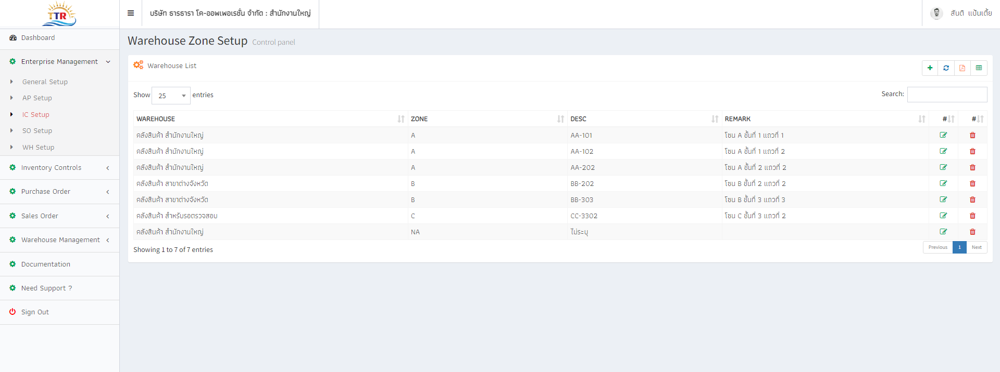 TTR
บริษัท ธารธารา โค-ออพเพอเรชั่น จำกัด : สำนักงานใหญ่
สันติ แป้นเตี้ย
Dashboard
Enterprise Management
General Setup
AP Setup
IC Setup
SO Setup
WH Setup
Inventory Controls
Purchase Order
Sales Order
Warehouse Management
Documentation
Need Support ?
Sign Out
Warehouse Zone Setup Control panel
Warehouse List
Show 25 entries
Search:
WAREHOUSE ZONE DESC REMARK # #
คลังสินค้า สำนักงานใหญ่ A AA-101 โซน A ชั้นที่ 1 แถวที่ 1
คลังสินค้า สำนักงานใหญ่ A AA-102 โซน A ชั้นที่ 1 แถวที่ 2
คลังสินค้า สำนักงานใหญ่ A AA-202 โซน A ชั้นที่ 2 แถวที่ 2
คลังสินค้า สาขาต่างจังหวัด B BB-202 โซน B ชั้นที่ 2 แถวที่ 2
คลังสินค้า สาขาต่างจังหวัด B BB-303 โซน B ชั้นที่ 3 แถวที่ 3
คลังสินค้า สำหรับรอตรวจสอบ C CC-3302 โซน C ชั้นที่ 3 แถวที่ 2
คลังสินค้า สำนักงานใหญ่ NA ไม่ระบุ
Showing 1 to 7 of 7 entries
Previous 1 Next